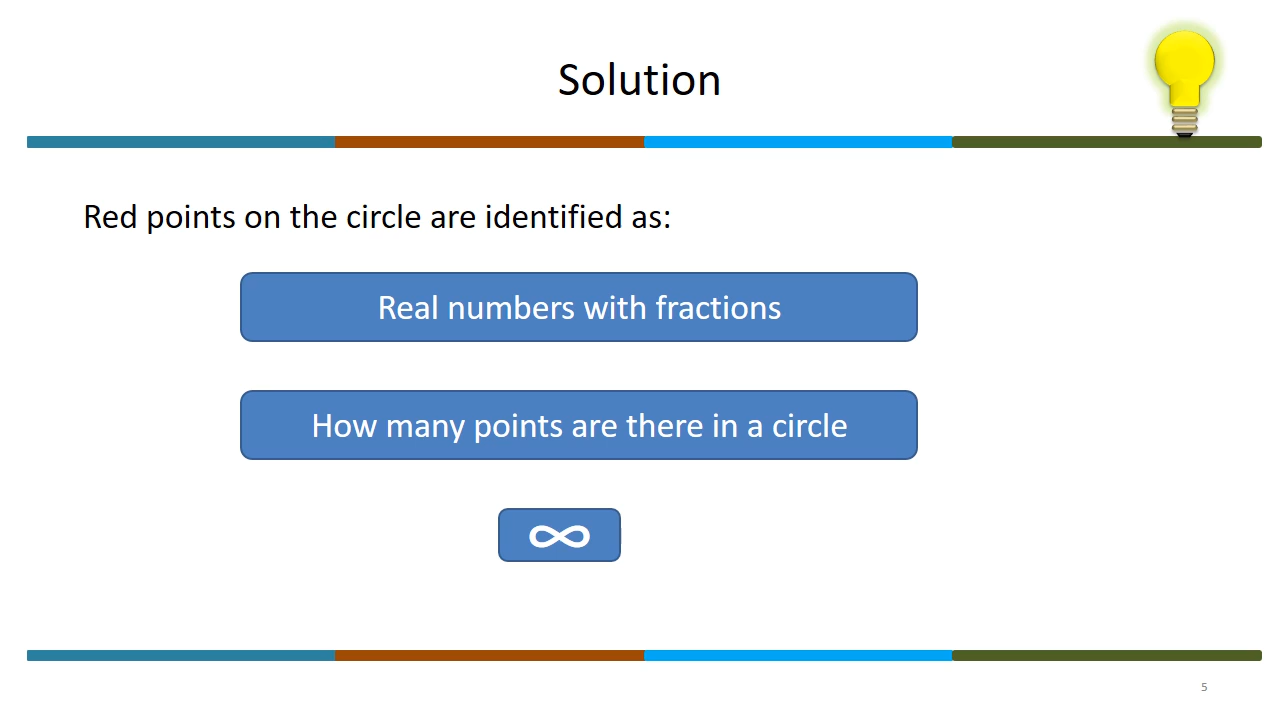 Solution
Red points on the circle are identified as:
Real numbers with fractions
How many points are there in a circle
∞
5